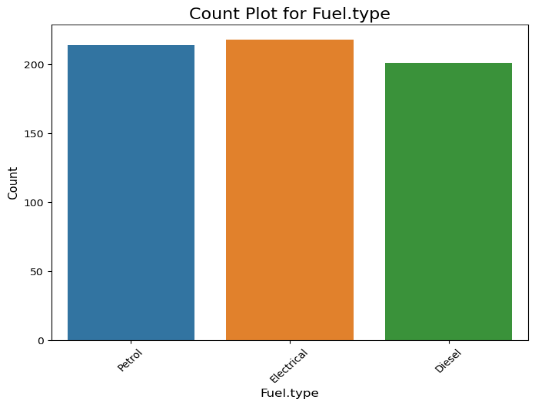 Count Plot for Fuel.type
Count
200
150
100
50
0
Petrol
Electrical
Diesel
Fuel.type